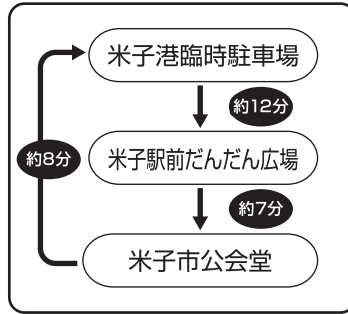 米子港臨時駐車場
約12分
約8分
米子駅前だんだん広場
約7分
米子市公会堂